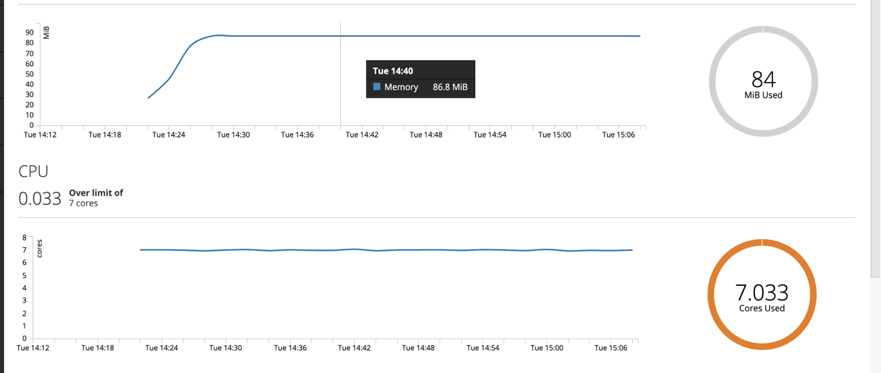 MiB
90
80
70
60
50
40
30
20
10
0
Tue 14:40
Memory 86.8 MiB
84
MiB Used
ue 14:12 Tue 14:18 Tue 14:24 Tue 14:30 Tue 14:36 Tue 14:42 Tue 14:48 Tue 14:54 Tue 15:00 Tue 15:06
CPU
0.033 Over limit of
7 cores
cores
8
7
6
5
4
3
2
1
0
7.033
Cores Used
Tue 14:12 Tue 14:18 Tue 14:24 Tue 14:30 Tue 14:36 Tue 14:42 Tue 14:48 Tue 14:54 Tue 15:00 Tue 15:06